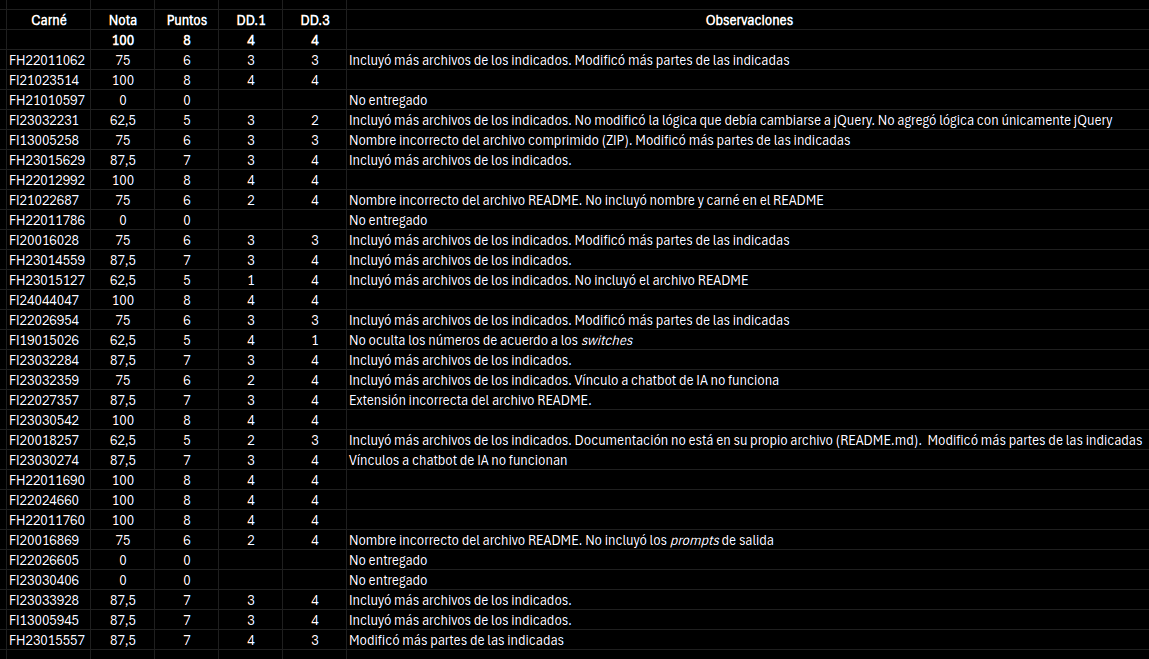 Carné Nota Puntos DD.1 DD.3 Observaciones
100 8 4 4
FH22011062 75 6 3 3 Incluyó más archivos de los indicados. Modificó más partes de las indicadas
FI21023514 100 8 4 4
FH21010597 0 0 No entregado
FI23032231 62,5 5 3 2 Incluyó más archivos de los indicados. No modificó la lógica que debía cambiarse a jQuery. No agregó lógica con únicamente jQuery
FI13005258 75 6 3 3 Nombre incorrecto del archivo comprimido (ZIP). Modificó más partes de las indicadas
FH23015629 87,5 7 3 4 Incluyó más archivos de los indicados.
FH22012992 100 8 4 4
FI21022687 75 6 2 4 Nombre incorrecto del archivo README. No incluyó nombre y carné en el README
FH22011786 0 0 No entregado
FI20016028 75 6 3 3 Incluyó más archivos de los indicados. Modificó más partes de las indicadas
FH23014559 87,5 7 3 4 Incluyó más archivos de los indicados.
FH23015127 62,5 5 1 4 Incluyó más archivos de los indicados. No incluyó el archivo README
FI24044047 100 8 4 4
FI22026954 75 6 3 3 Incluyó más archivos de los indicados. Modificó más partes de las indicadas
FI19015026 62,5 5 4 1 No oculta los números de acuerdo a los switches
FI23032284 87,5 7 3 4 Incluyó más archivos de los indicados.
FI23032359 75 6 2 4 Incluyó más archivos de los indicados. Vínculo a chatbot de IA no funciona
FI22027357 87,5 7 3 4 Extensión incorrecta del archivo README.
FI23030542 100 8 4 4
FI20018257 62,5 5 2 3 Incluyó más archivos de los indicados. Documentación no está en su propio archivo (README.md). Modificó más partes de las indicadas
FI23030274 87,5 7 3 4 Vínculos a chatbot de IA no funcionan
FH22011690 100 8 4 4
FI22024660 100 8 4 4
FH22011760 100 8 4 4
FI20016869 75 6 2 4 Nombre incorrecto del archivo README. No incluyó los prompts de salida
FI22026605 0 0 No entregado
FI23030406 0 0 No entregado
FI23033928 87,5 7 3 4 Incluyó más archivos de los indicados.
FI13005945 87,5 7 3 4 Incluyó más archivos de los indicados.
FH23015557 87,5 7 4 3 Modificó más partes de las indicadas